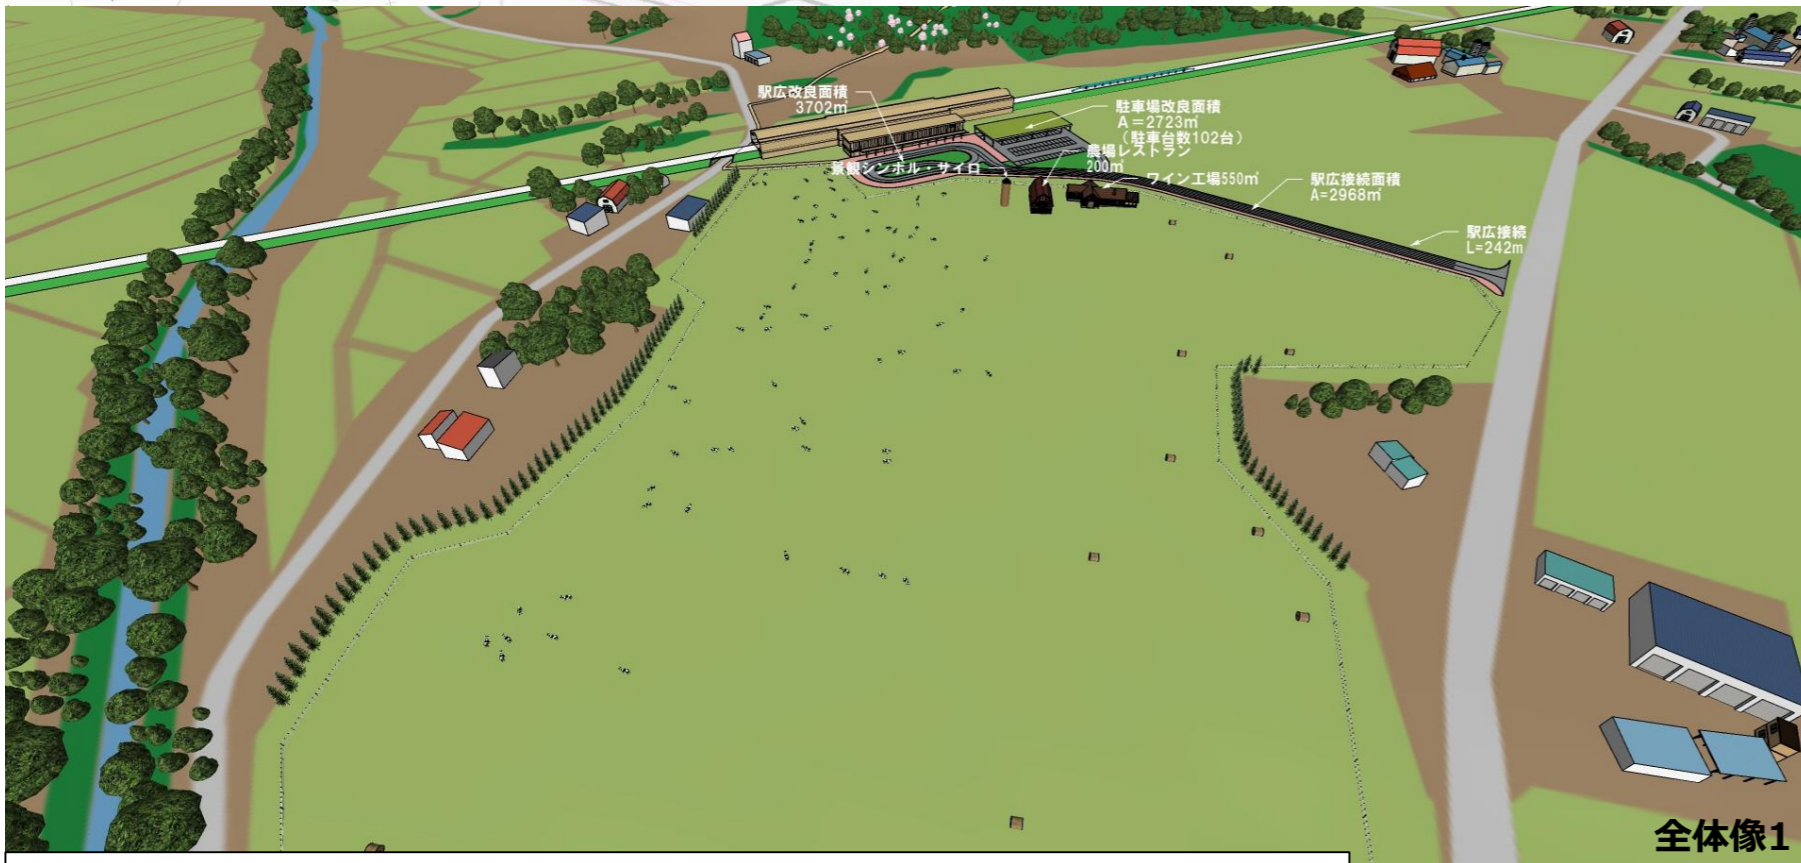 駅広改良面積
3702㎡
駐車場改良面積
A＝2723㎡
（駐車台数102台）
農場レストラン
200㎡
景観シンボル・サイロ
ワイン工場550㎡
駅広接続面積
A=2968㎡
駅広接続
L=242m
全体像1